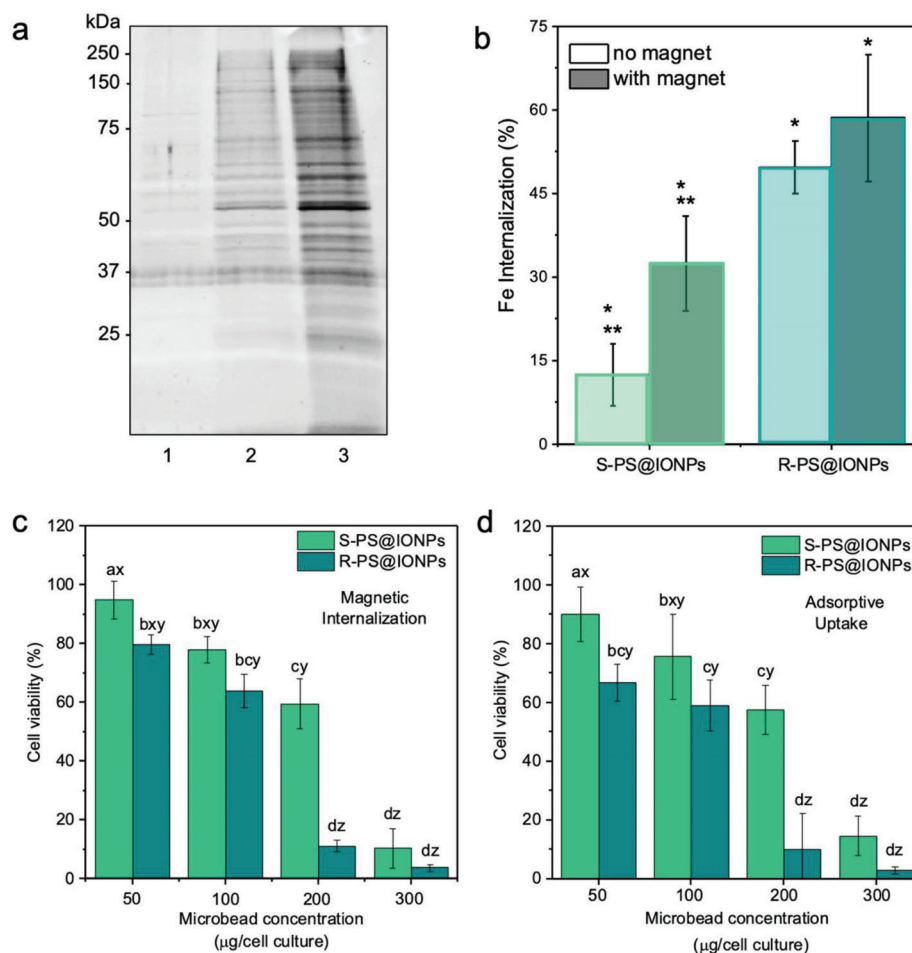 a
kDa
250
150
75
50
37
25
1 2 3
b
no magnet
with magnet
Fe Internalization (%)
75
60
45
30
15
0
*
**
*
**
*
*
S-PS@IONPs R-PS@IONPs
c
Cell viability (%)
120
100
80
60
40
20
0
S-PS@IONPs
R-PS@IONPs
Magnetic
Internalization
ax
bxy
bxy
bcy
cy
dz
dz
dz
50 100 200 300
Microbead concentration
(µg/cell culture)
d
Cell viability (%)
120
100
80
60
40
20
0
S-PS@IONPs
R-PS@IONPs
Adsorptive
Uptake
ax
bcy
bxy
cy
cy
dz
dz
dz
50 100 200 300
Microbead concentration
(µg/cell culture)